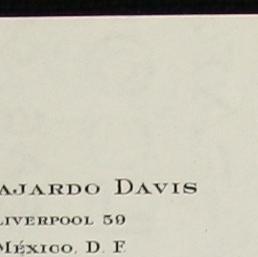 AJARDO DAVIS
LIVERPOOL 59
MÉXICO, D. F.